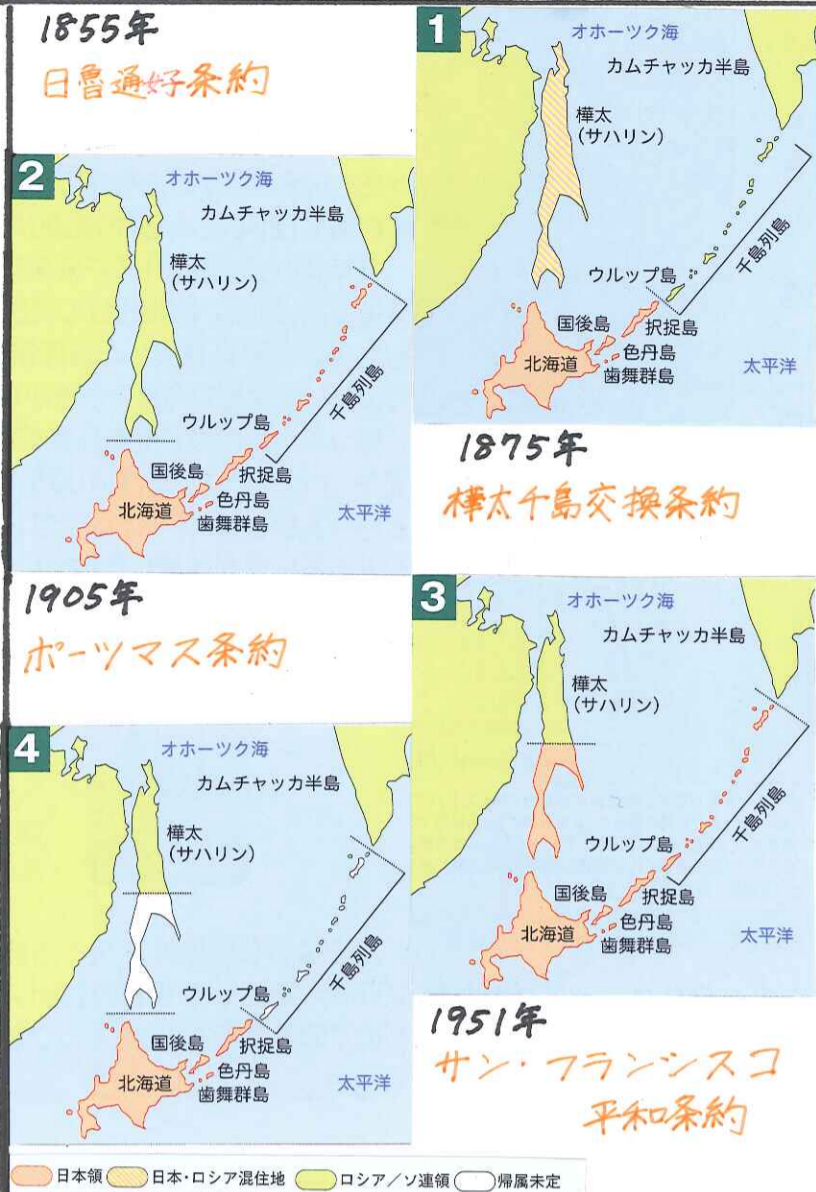 1855年
日魯通好条約
1
オホーツク海
カムチャッカ半島
樺太
(サハリン)
千島列島
ウルップ島
国後島
択捉島
色丹島
北海道
歯舞群島
太平洋
2
オホーツク海
カムチャッカ半島
樺太
(サハリン)
千島列島
ウルップ島
国後島
択捉島
色丹島
北海道
歯舞群島
太平洋
1875年
樺太千島交換条約
1905年
ポーツマス条約
3
オホーツク海
カムチャッカ半島
樺太
(サハリン)
千島列島
ウルップ島
国後島
択捉島
色丹島
北海道
歯舞群島
太平洋
4
オホーツク海
カムチャッカ半島
樺太
(サハリン)
千島列島
ウルップ島
国後島
択捉島
色丹島
北海道
歯舞群島
太平洋
1951年
サン・フランシスコ
平和条約
日本領 日本・ロシア混住地 ロシア/ソ連領 帰属未定